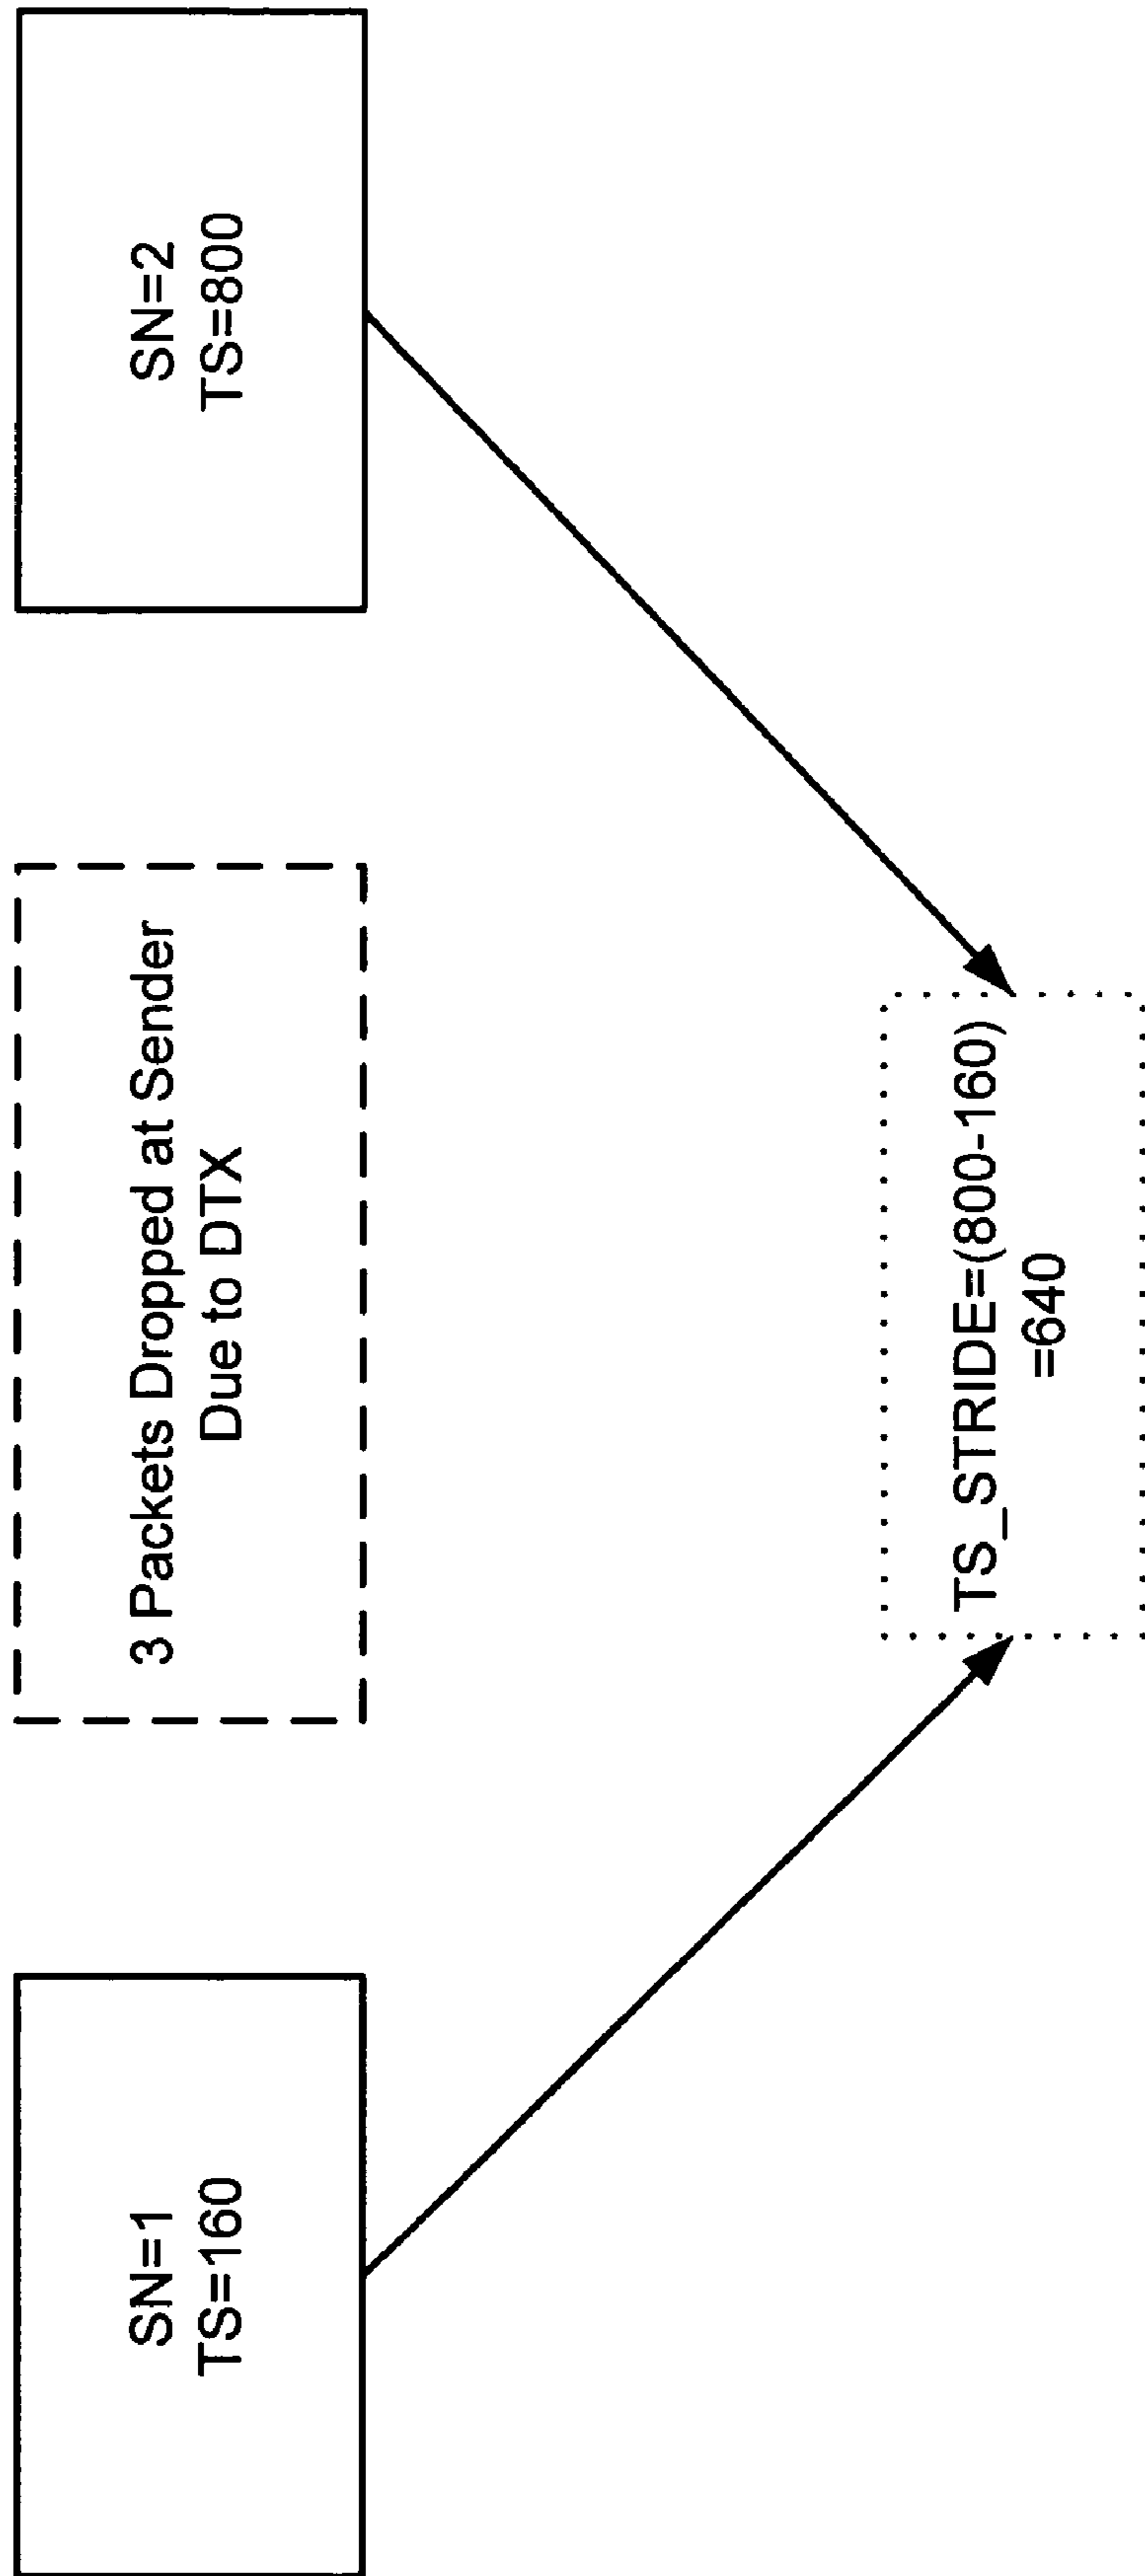 SN=1
TS=160
3 Packets Dropped at Sender
Due to DTX
SN=2
TS=800
TS_STRIDE=(800-160)
=640